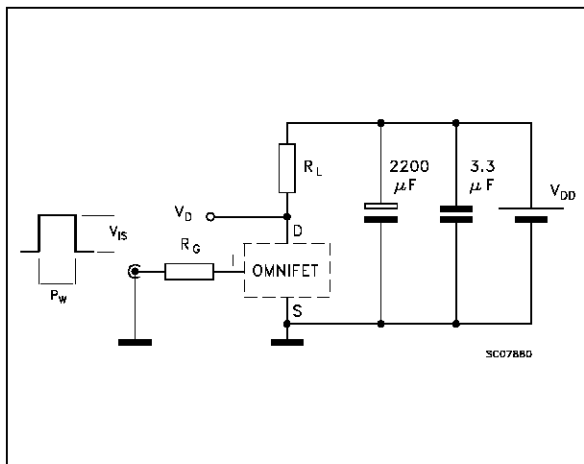 R_L
2200 µF
3.3 µF
V_DD
V_D
D
V_IS
R_G
I
OMNIFET
P_W
S
SC07880